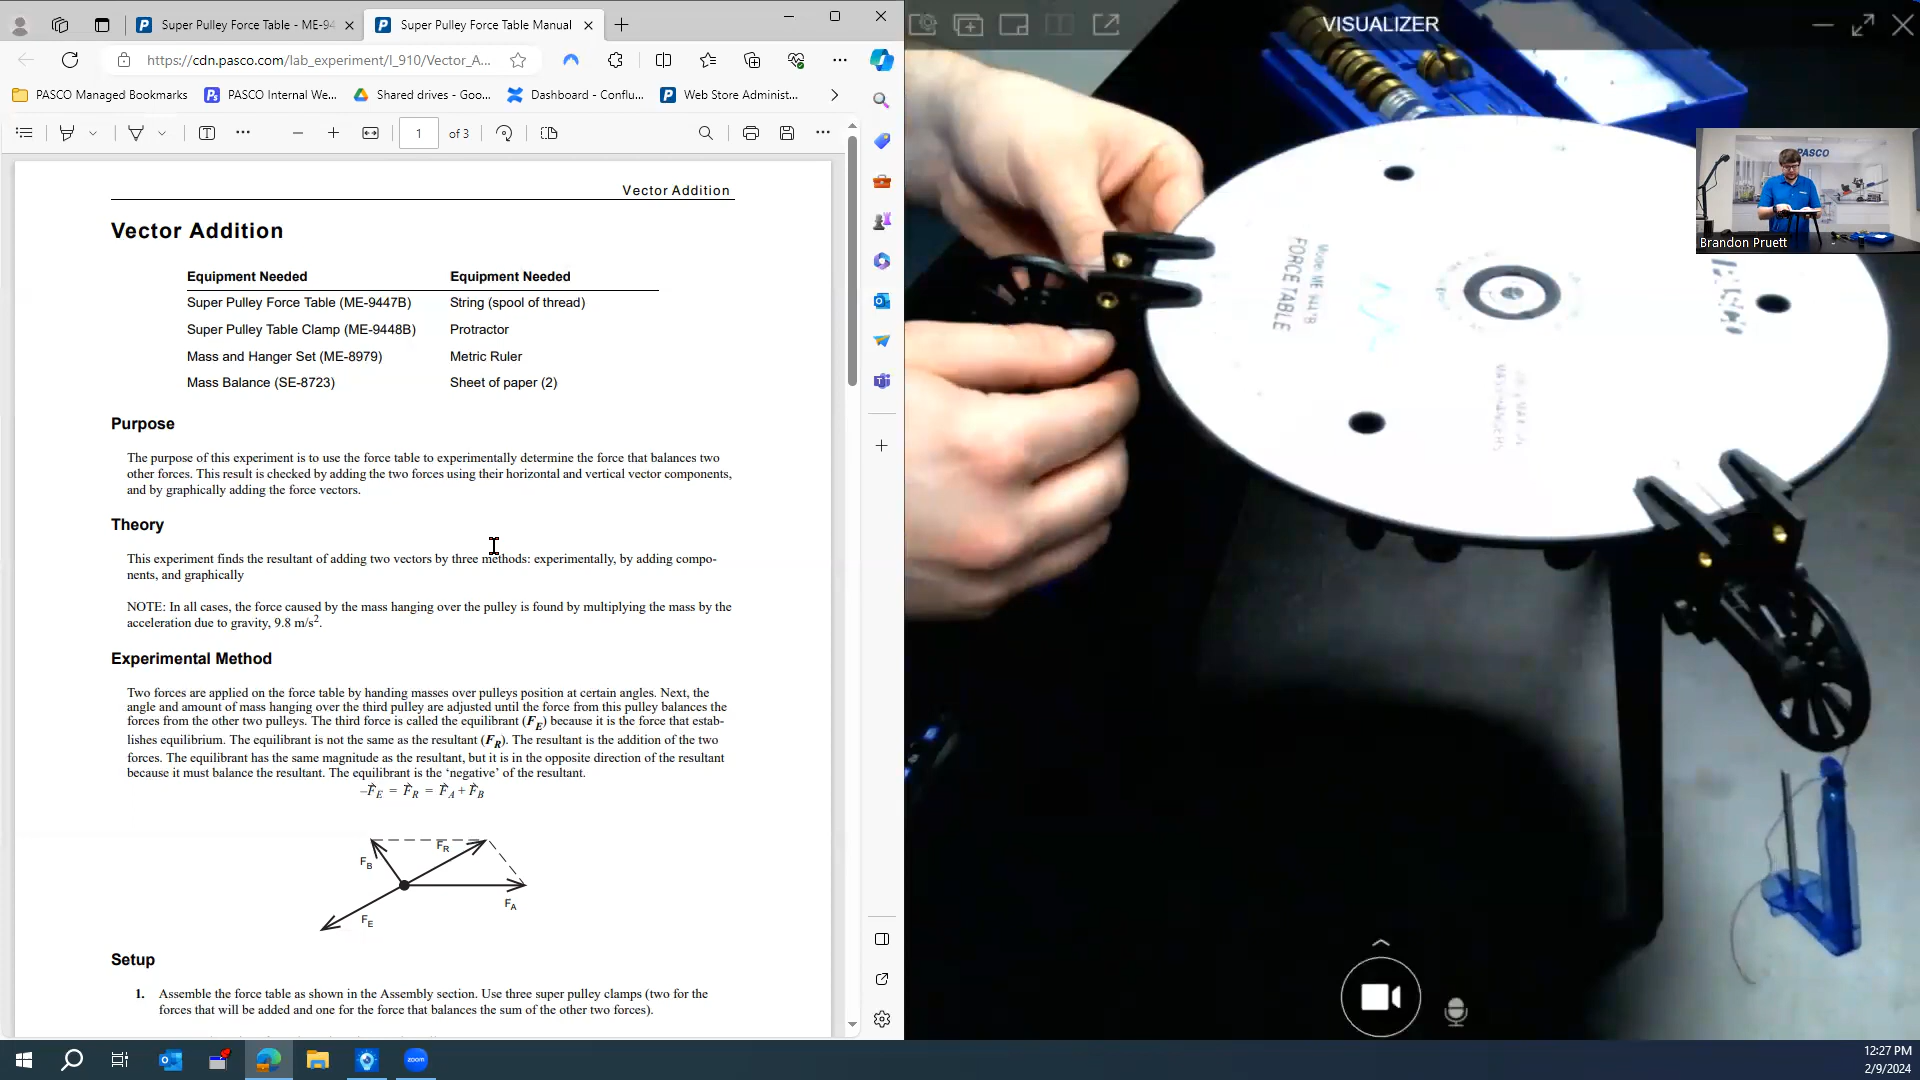 Super Pulley Force Table - ME-94
Super Pulley Force Table Manual
https://cdn.pasco.com/lab_experiment/I_910/Vector_A...
PASCO Managed Bookmarks
PASCO Internal We...
Shared drives - Goo...
Dashboard - Conflu...
Web Store Administ...
1 of 3
Vector Addition
Vector Addition
Equipment Needed Equipment Needed
Super Pulley Force Table (ME-9447B) String (spool of thread)
Super Pulley Table Clamp (ME-9448B) Protractor
Mass and Hanger Set (ME-8979) Metric Ruler
Mass Balance (SE-8723) Sheet of paper (2)
Purpose
The purpose of this experiment is to use the force table to experimentally determine the force that balances two
other forces. This result is checked by adding the two forces using their horizontal and vertical vector components,
and by graphically adding the force vectors.
Theory
This experiment finds the resultant of adding two vectors by three methods: experimentally, by adding compo-
nents, and graphically
NOTE: In all cases, the force caused by the mass hanging over the pulley is found by multiplying the mass by the
acceleration due to gravity, 9.8 m/s².
Experimental Method
Two forces are applied on the force table by handing masses over pulleys position at certain angles. Next, the
angle and amount of mass hanging over the third pulley are adjusted until the force from this pulley balances the
forces from the other two pulleys. The third force is called the equilibrant (F_E) because it is the force that estab-
lishes equilibrium. The equilibrant is not the same as the resultant (F_R). The resultant is the addition of the two
forces. The equilibrant has the same magnitude as the resultant, but it is in the opposite direction of the resultant
because it must balance the resultant. The equilibrant is the ‘negative’ of the resultant.
–F_E = F_R = F_A + F_B
F_B
F_R
F_A
F_E
Setup
1. Assemble the force table as shown in the Assembly section. Use three super pulley clamps (two for the
forces that will be added and one for the force that balances the sum of the other two forces).
VISUALIZER
FORCE TABLE
PASCO
Brandon Pruett
zoom
12:27 PM
2/9/2024